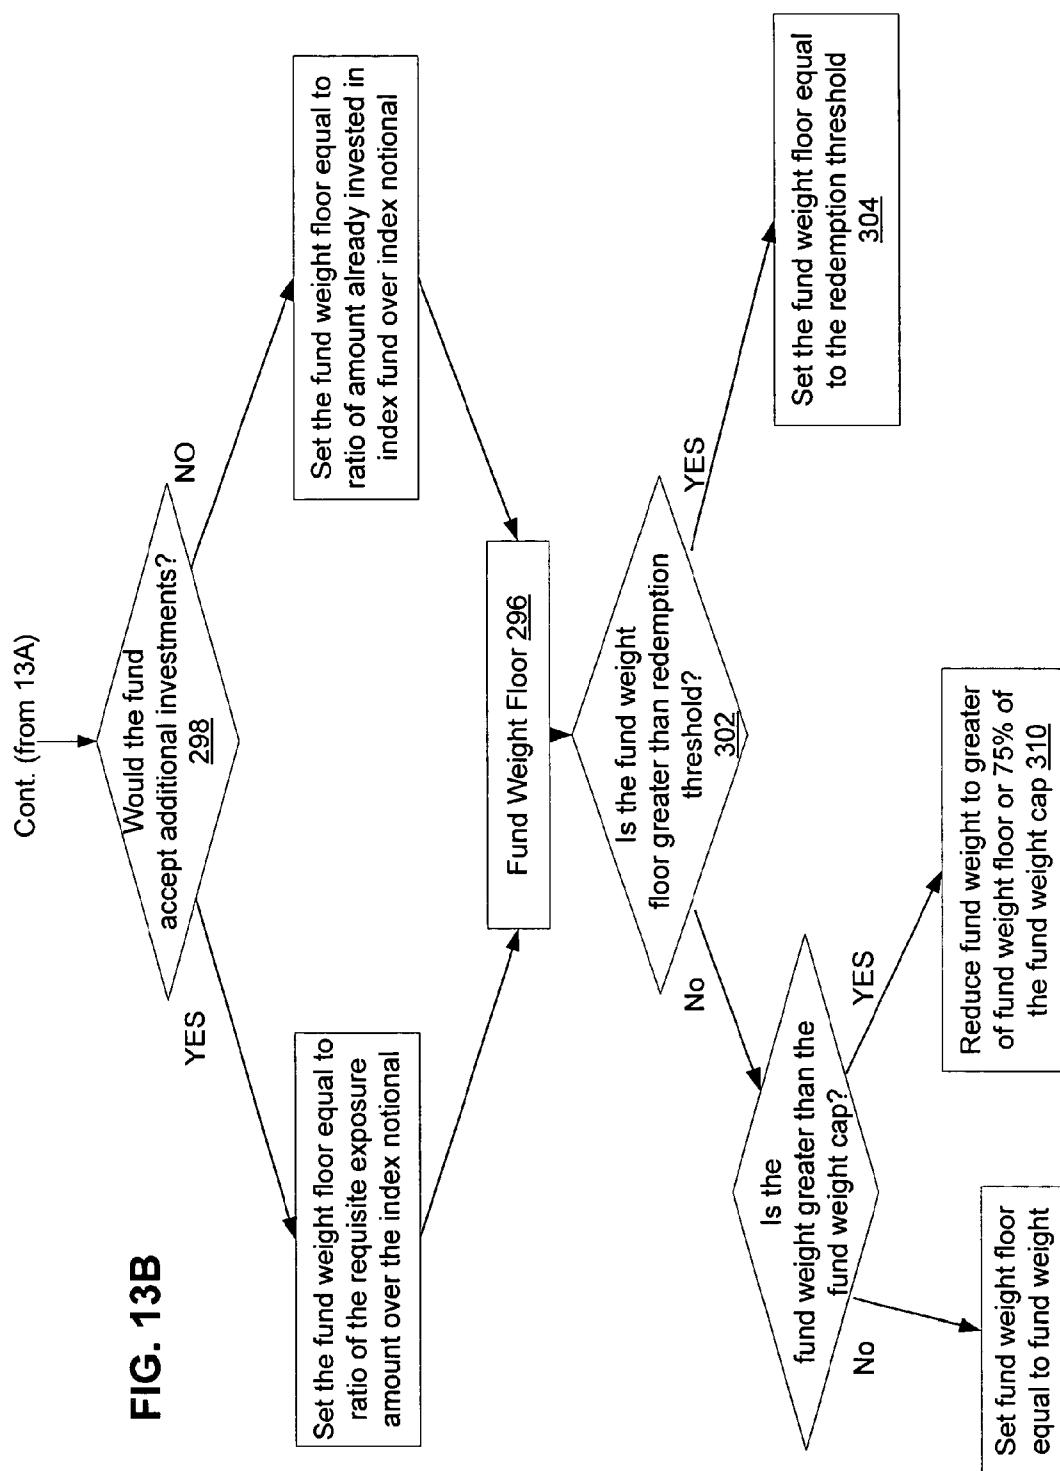 FIG. 13B
Cont. (from 13A)
Would the fund
accept additional investments?
298
YES
NO
Set the fund weight floor equal to
ratio of the requisite exposure
amount over the index notional
Set the fund weight floor equal to
ratio of amount already invested in
index fund over index notional
Fund Weight Floor 296
Is the fund weight
floor greater than redemption
threshold?
302
No
YES
Is the
fund weight greater than the
fund weight cap?
Set the fund weight floor equal
to the redemption threshold
304
No
YES
Set fund weight floor
equal to fund weight
Reduce fund weight to greater
of fund weight floor or 75% of
the fund weight cap 310